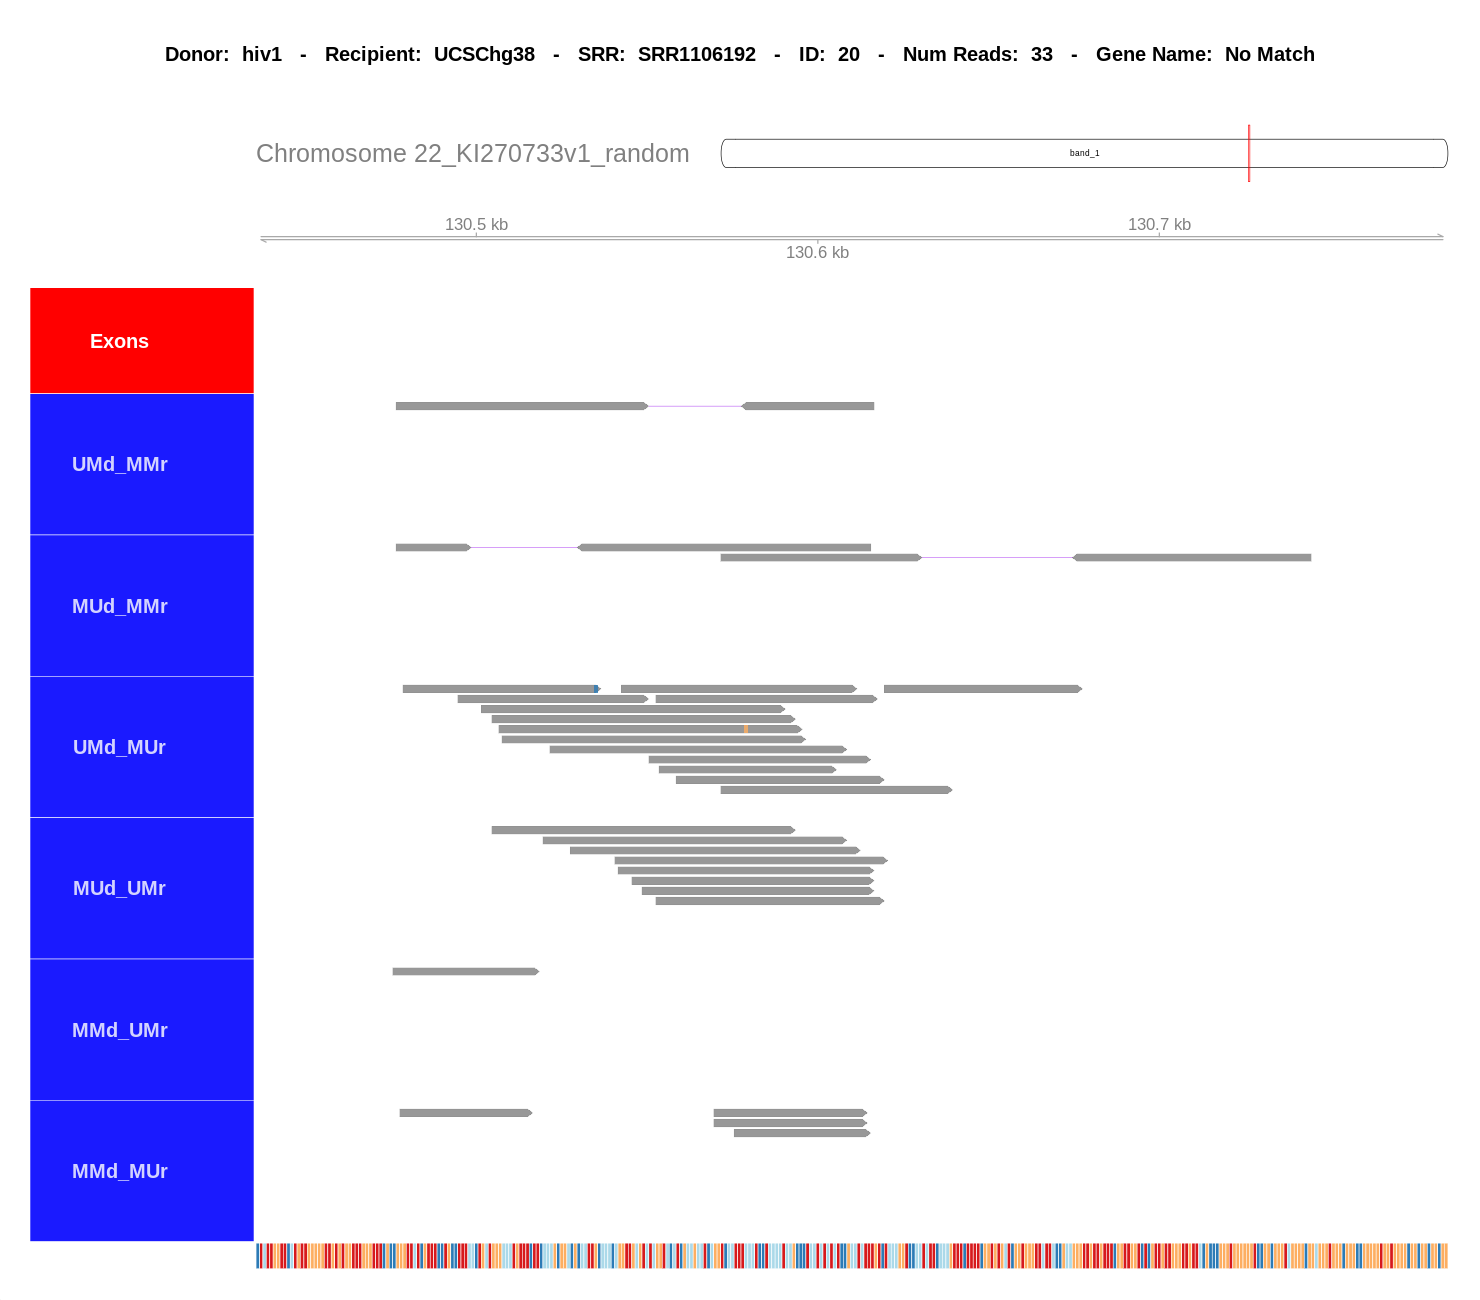 Donor: hiv1 - Recipient: UCSChg38 - SRR: SRR1106192 - ID: 20 - Num Reads: 33 - Gene Name: No Match
Chromosome 22_KI270733v1_random
band_1
130.5 kb
130.7 kb
130.6 kb
Exons
UMd_MMr
MUd_MMr
UMd_MUr
MUd_UMr
MMd_UMr
MMd_MUr